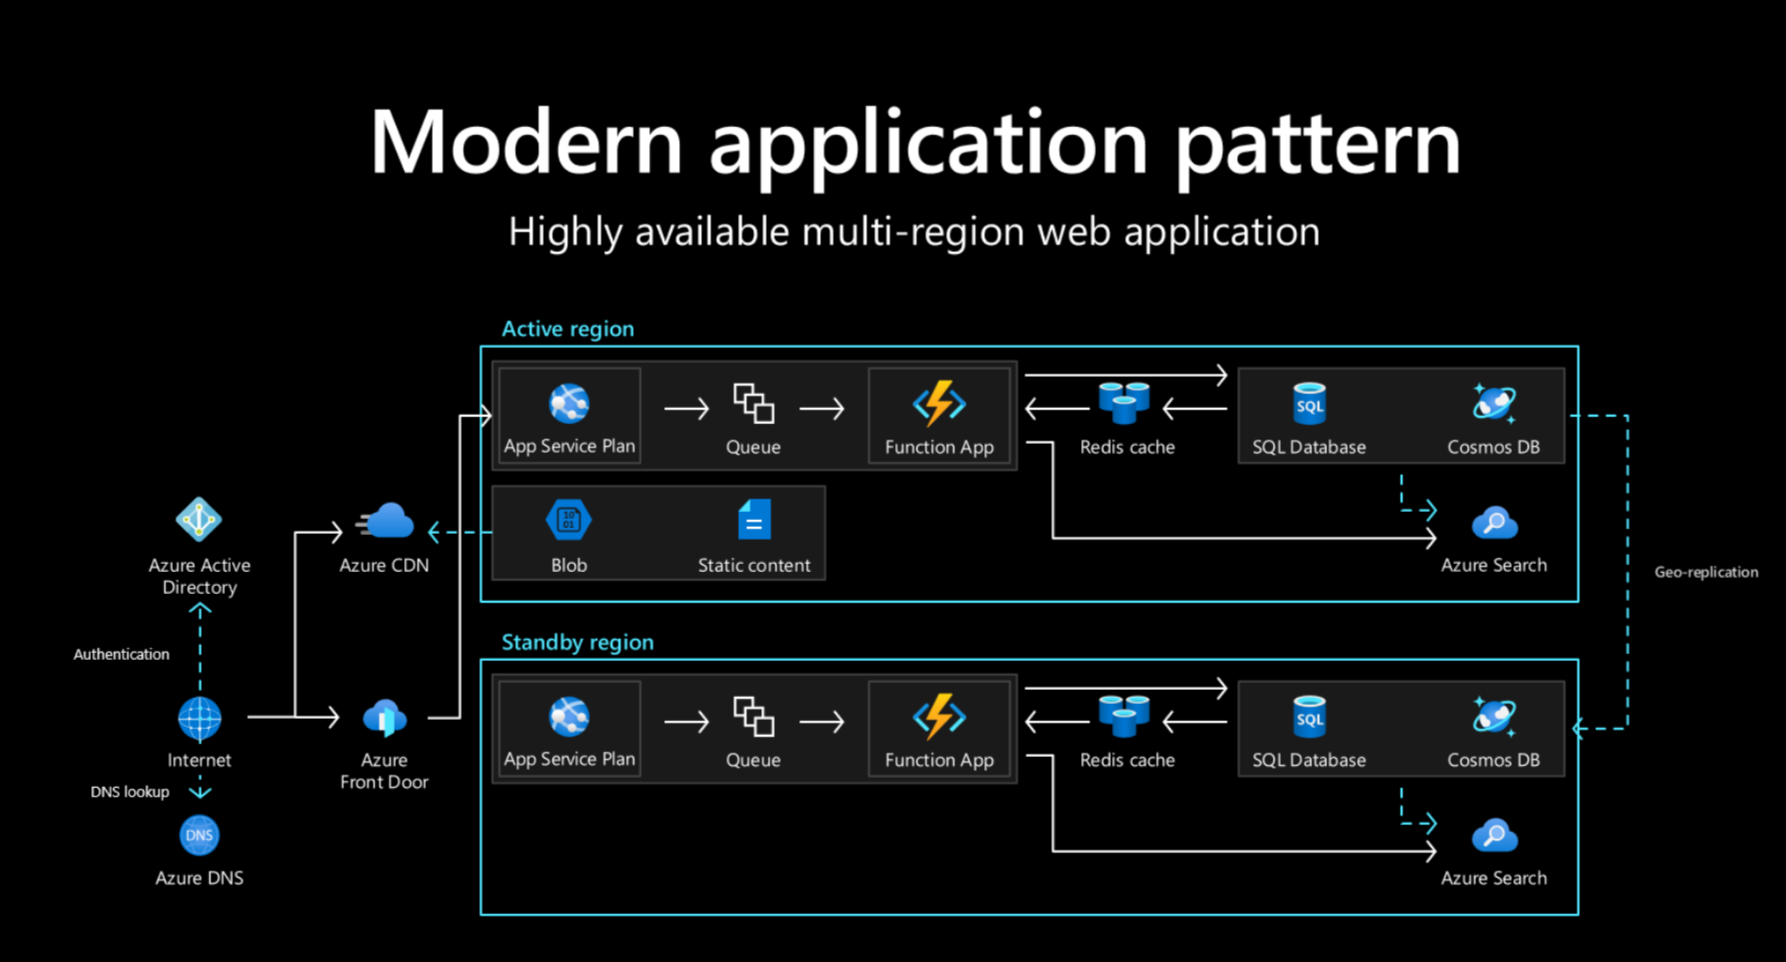 Modern application pattern
Highly available multi-region web application
Active region
App Service Plan
Queue
Function App
Redis cache
SQL
SQL Database
Cosmos DB
10
01
Blob
Static content
Azure Search
Azure Active
Directory
Azure CDN
Geo-replication
Authentication
Internet
DNS lookup
DNS
Azure DNS
Azure
Front Door
Standby region
App Service Plan
Queue
Function App
Redis cache
SQL
SQL Database
Cosmos DB
Azure Search